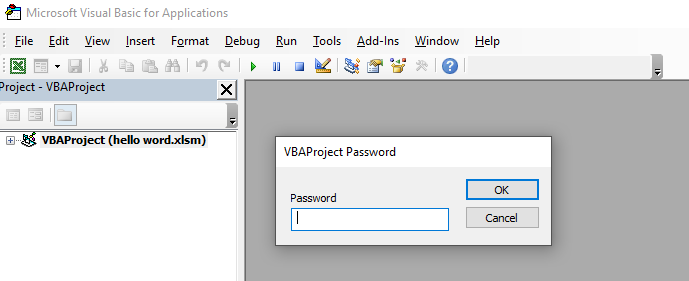 Microsoft Visual Basic for Applications
File Edit View Insert Format Debug Run Tools Add-Ins Window Help
Project - VBAProject
VBAProject (hello word.xlsm)
VBAProject Password
OK
Password
Cancel